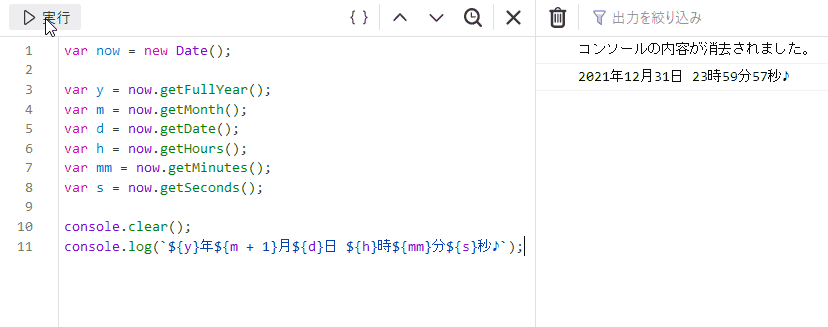 実行
{ }
出力を絞り込み
1 var now = new Date();
2
3 var y = now.getFullYear();
4 var m = now.getMonth();
5 var d = now.getDate();
6 var h = now.getHours();
7 var mm = now.getMinutes();
8 var s = now.getSeconds();
9
10 console.clear();
11 console.log(`${y}年${m + 1}月${d}日 ${h}時${mm}分${s}秒♪`);
コンソールの内容が消去されました。
2021年12月31日 23時59分57秒♪